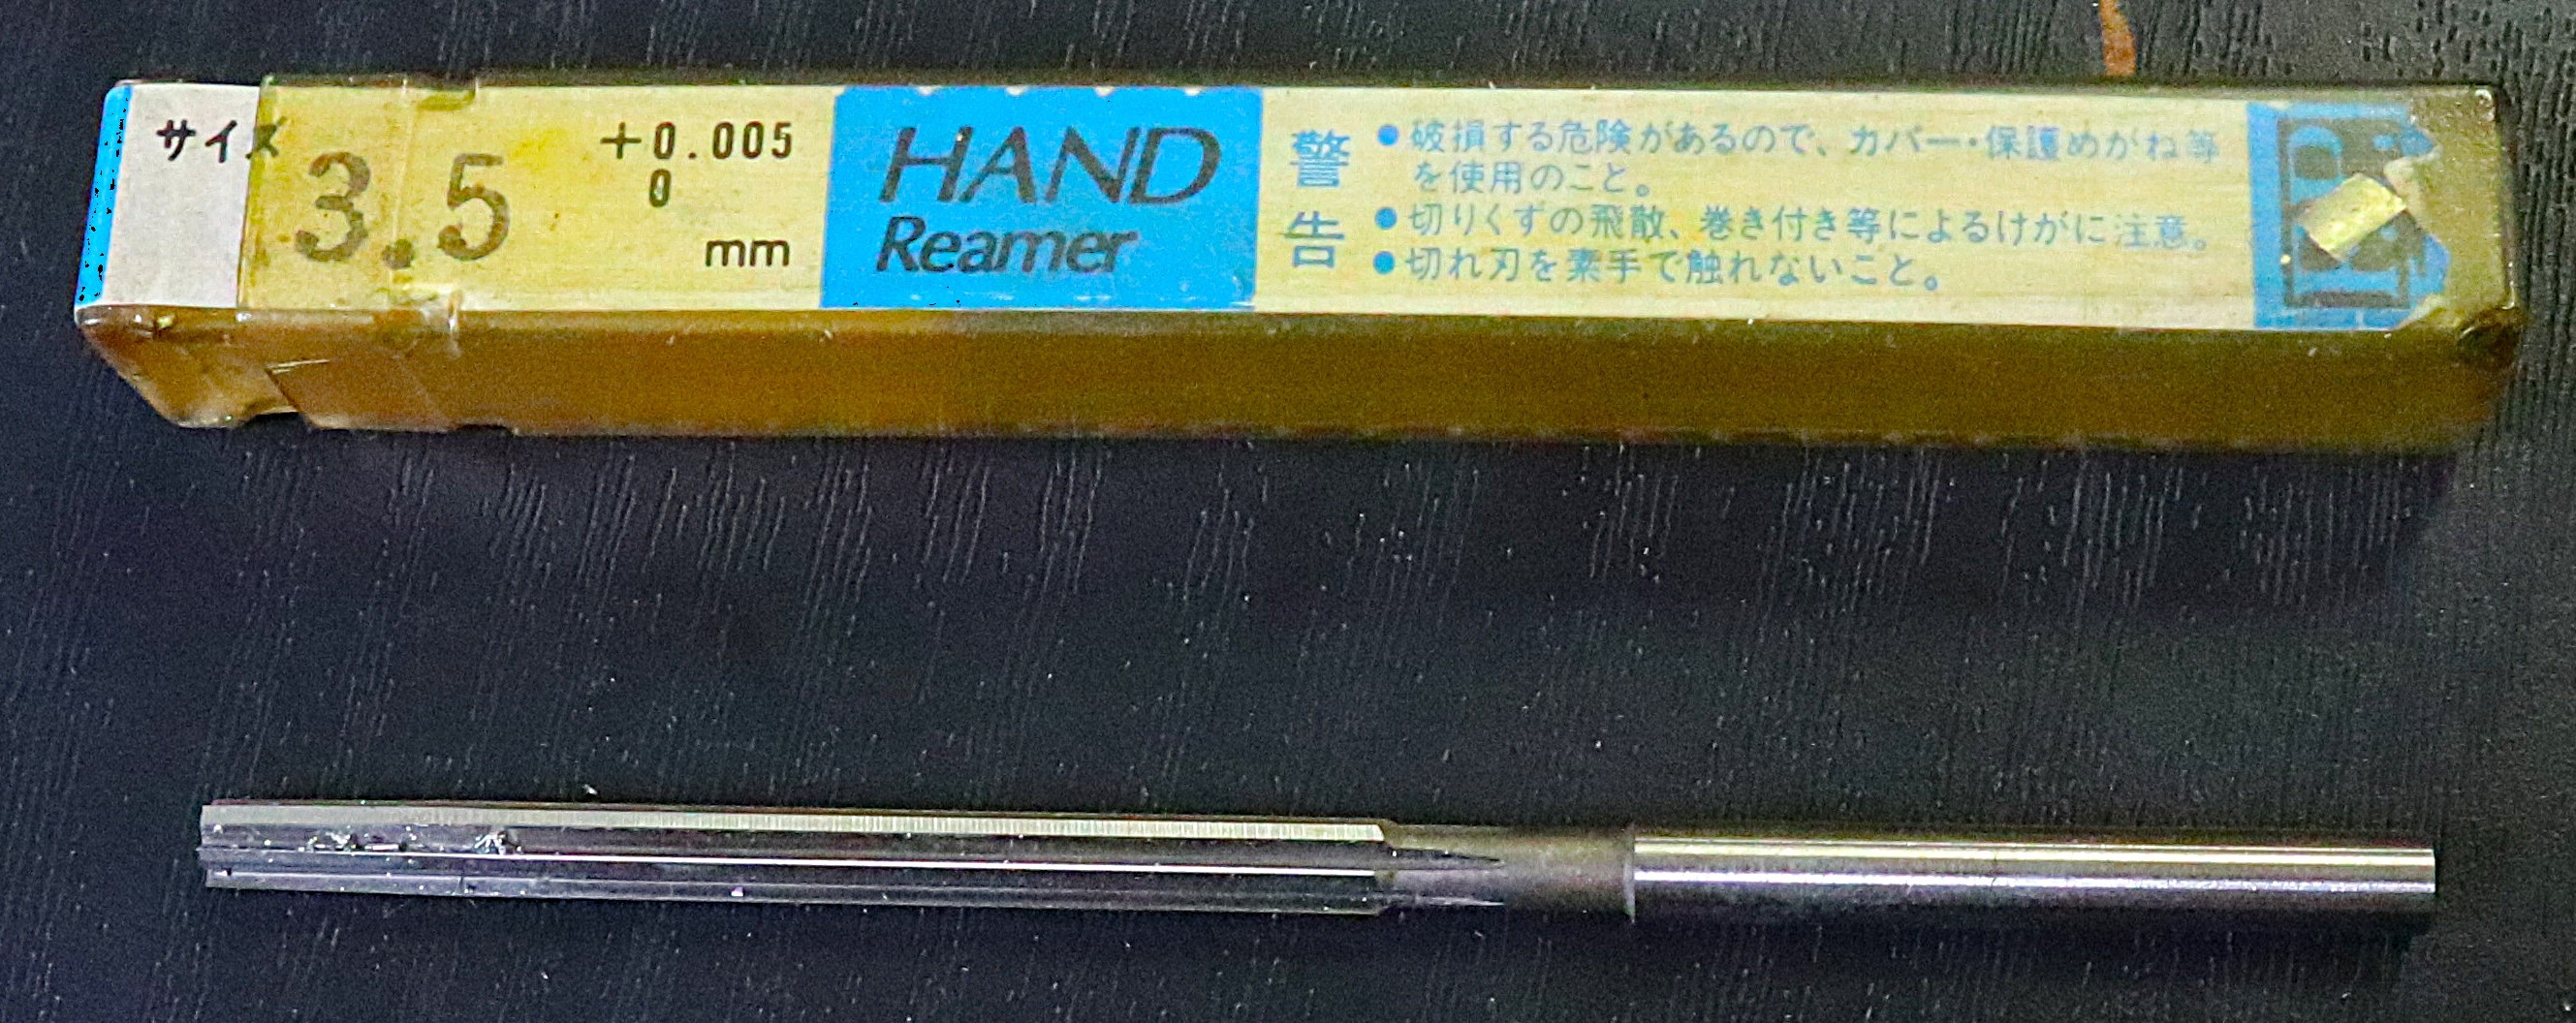 サイズ
3.5
+0.005
0
mm
HAND
Reamer
警告
●破損する危険があるので、カバー・保護めがね等
を使用のこと。
●切りくずの飛散、巻き付き等によるけがに注意。
●切れ刃を素手で触れないこと。